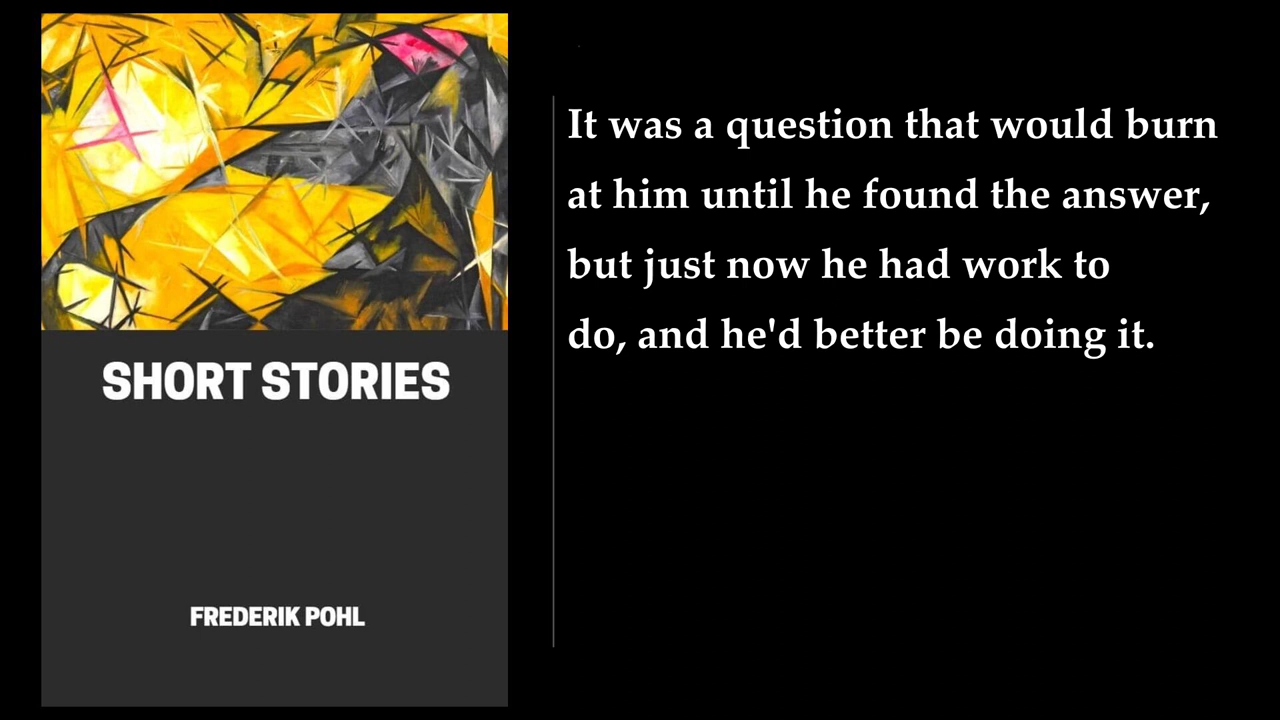 SHORT STORIES
FREDERIK POHL
It was a question that would burn
at him until he found the answer,
but just now he had work to
do, and he'd better be doing it.